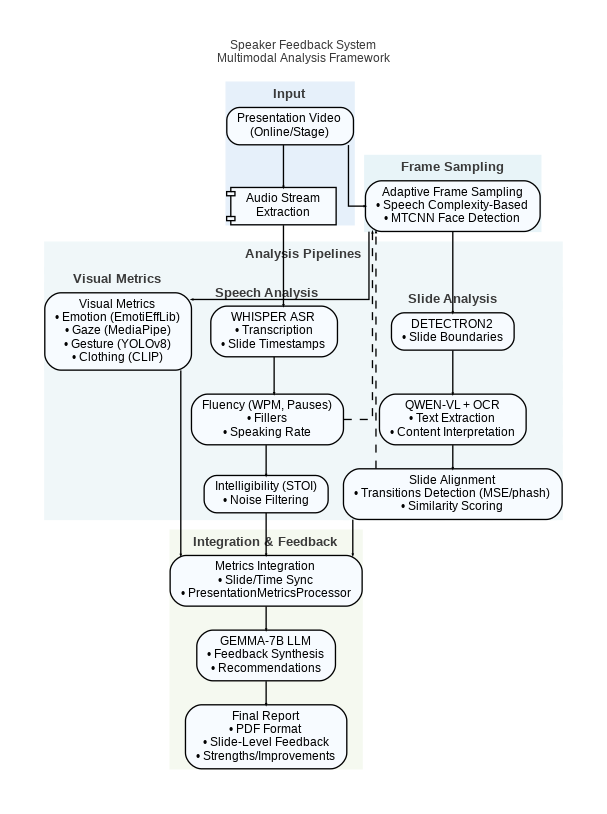 Speaker Feedback System
Multimodal Analysis Framework
Input
Presentation Video
(Online/Stage)
Frame Sampling
Adaptive Frame Sampling
• Speech Complexity-Based
• MTCNN Face Detection
Audio Stream
Extraction
Analysis Pipelines
Visual Metrics
Visual Metrics
• Emotion (EmotiEffLib)
• Gaze (MediaPipe)
• Gesture (YOLOv8)
• Clothing (CLIP)
Speech Analysis
WHISPER ASR
• Transcription
• Slide Timestamps
Fluency (WPM, Pauses)
• Fillers
• Speaking Rate
Intelligibility (STOI)
• Noise Filtering
Slide Analysis
DETECTRON2
• Slide Boundaries
QWEN-VL + OCR
• Text Extraction
• Content Interpretation
Slide Alignment
• Transitions Detection (MSE/phash)
• Similarity Scoring
Integration & Feedback
Metrics Integration
• Slide/Time Sync
• PresentationMetricsProcessor
GEMMA-7B LLM
• Feedback Synthesis
• Recommendations
Final Report
• PDF Format
• Slide-Level Feedback
• Strengths/Improvements